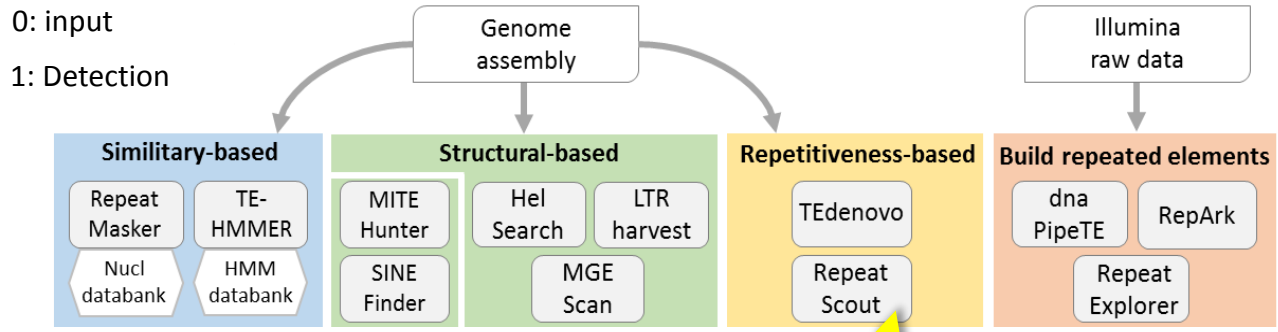 0: input
Genome
assembly
Illumina
raw data
1: Detection
Similitary-based
Repeat
Masker
TE-
HMMER
Nucl
databank
HMM
databank
Structural-based
MITE
Hunter
Hel
Search
LTR
harvest
SINE
Finder
MGE
Scan
Repetitiveness-based
TEdenovo
Repeat
Scout
Build repeated elements
dna
PipeTE
RepArk
Repeat
Explorer